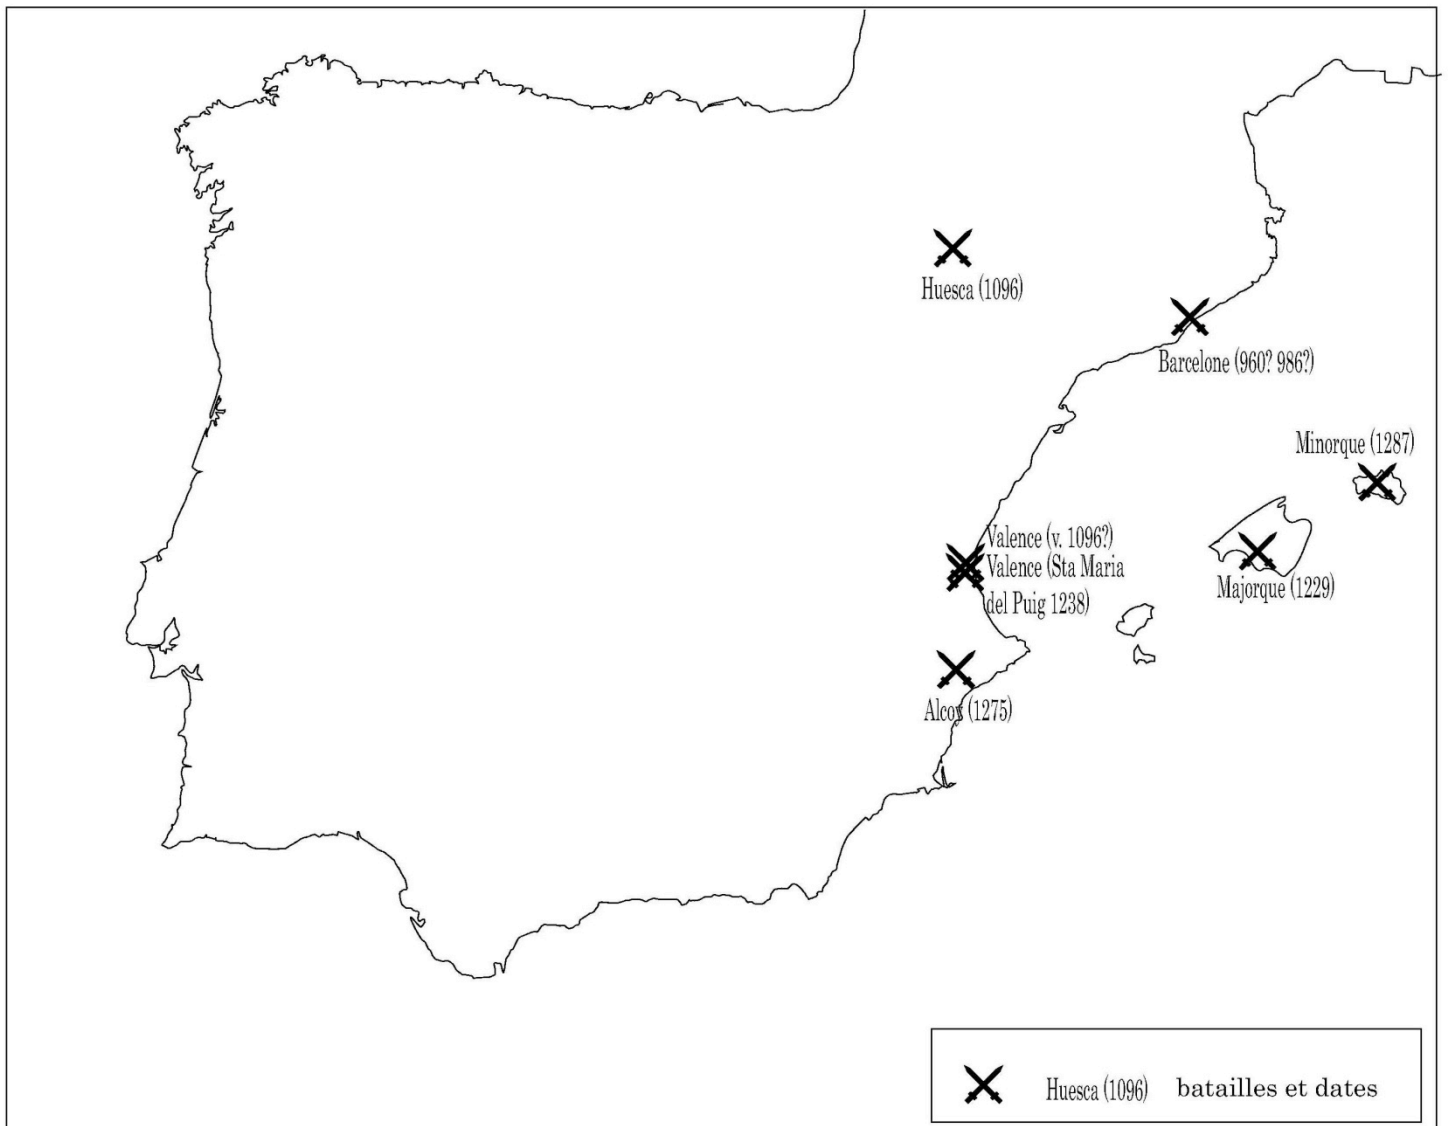 Huesca (1096)
Barcelone (960? 986?)
Minorque (1287)
Valence (v. 1096?)
Valence (Sta Maria
del Puig 1238)
Majorque (1229)
Alcoy (1275)
Huesca (1096) batailles et dates